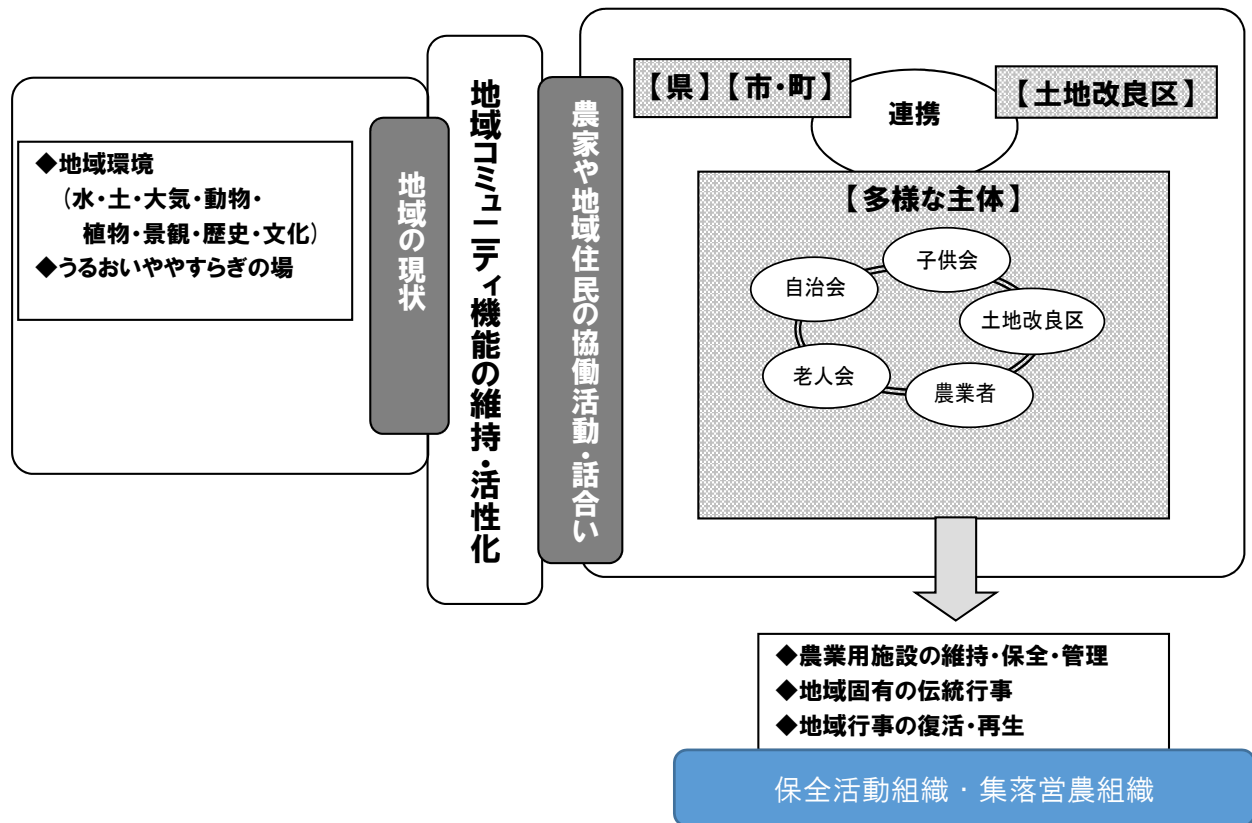 ◆地域環境
(水・土・大気・動物・
植物・景観・歴史・文化)
◆うるおいややすらぎの場
地域の現状
地域コミュニティ機能の維持・活性化
農家や地域住民の協働活動・話合い
【県】【市・町】
連携
【土地改良区】
【多様な主体】
子供会
自治会
土地改良区
老人会
農業者
◆農業用施設の維持・保全・管理
◆地域固有の伝統行事
◆地域行事の復活・再生
保全活動組織・集落営農組織